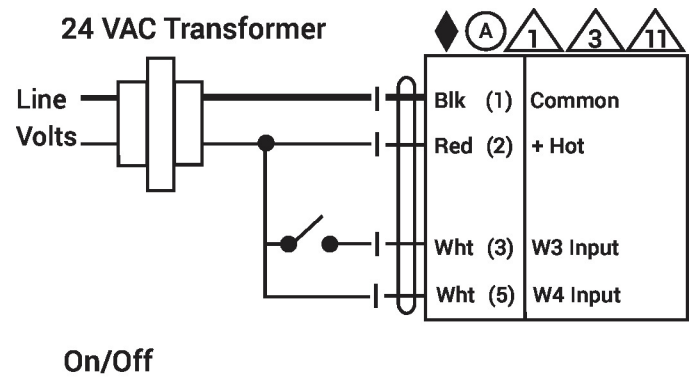 24 VAC Transformer
A 1 3 11
Line
Volts
Blk (1) Common
Red (2) + Hot
Wht (3) W3 Input
Wht (5) W4 Input
On/Off